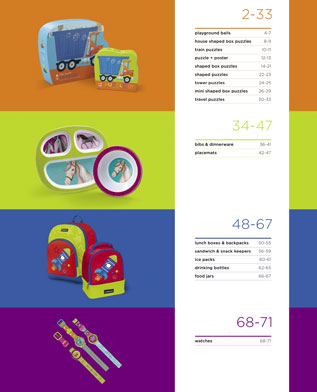 2-33
playground balls 4-7
house shaped box puzzles 8-9
train puzzles 10-11
puzzle + poster 12-13
shaped box puzzles 14-21
shaped puzzles 22-23
tower puzzles 24-25
mini shaped box puzzles 26-29
travel puzzles 30-33
34-47
bibs & dinnerware 36-41
placemats 42-47
48-67
lunch boxes & backpacks 50-55
sandwich & snack keepers 56-59
ice packs 60-61
drinking bottles 62-65
food jars 66-67
68-71
watches 68-71